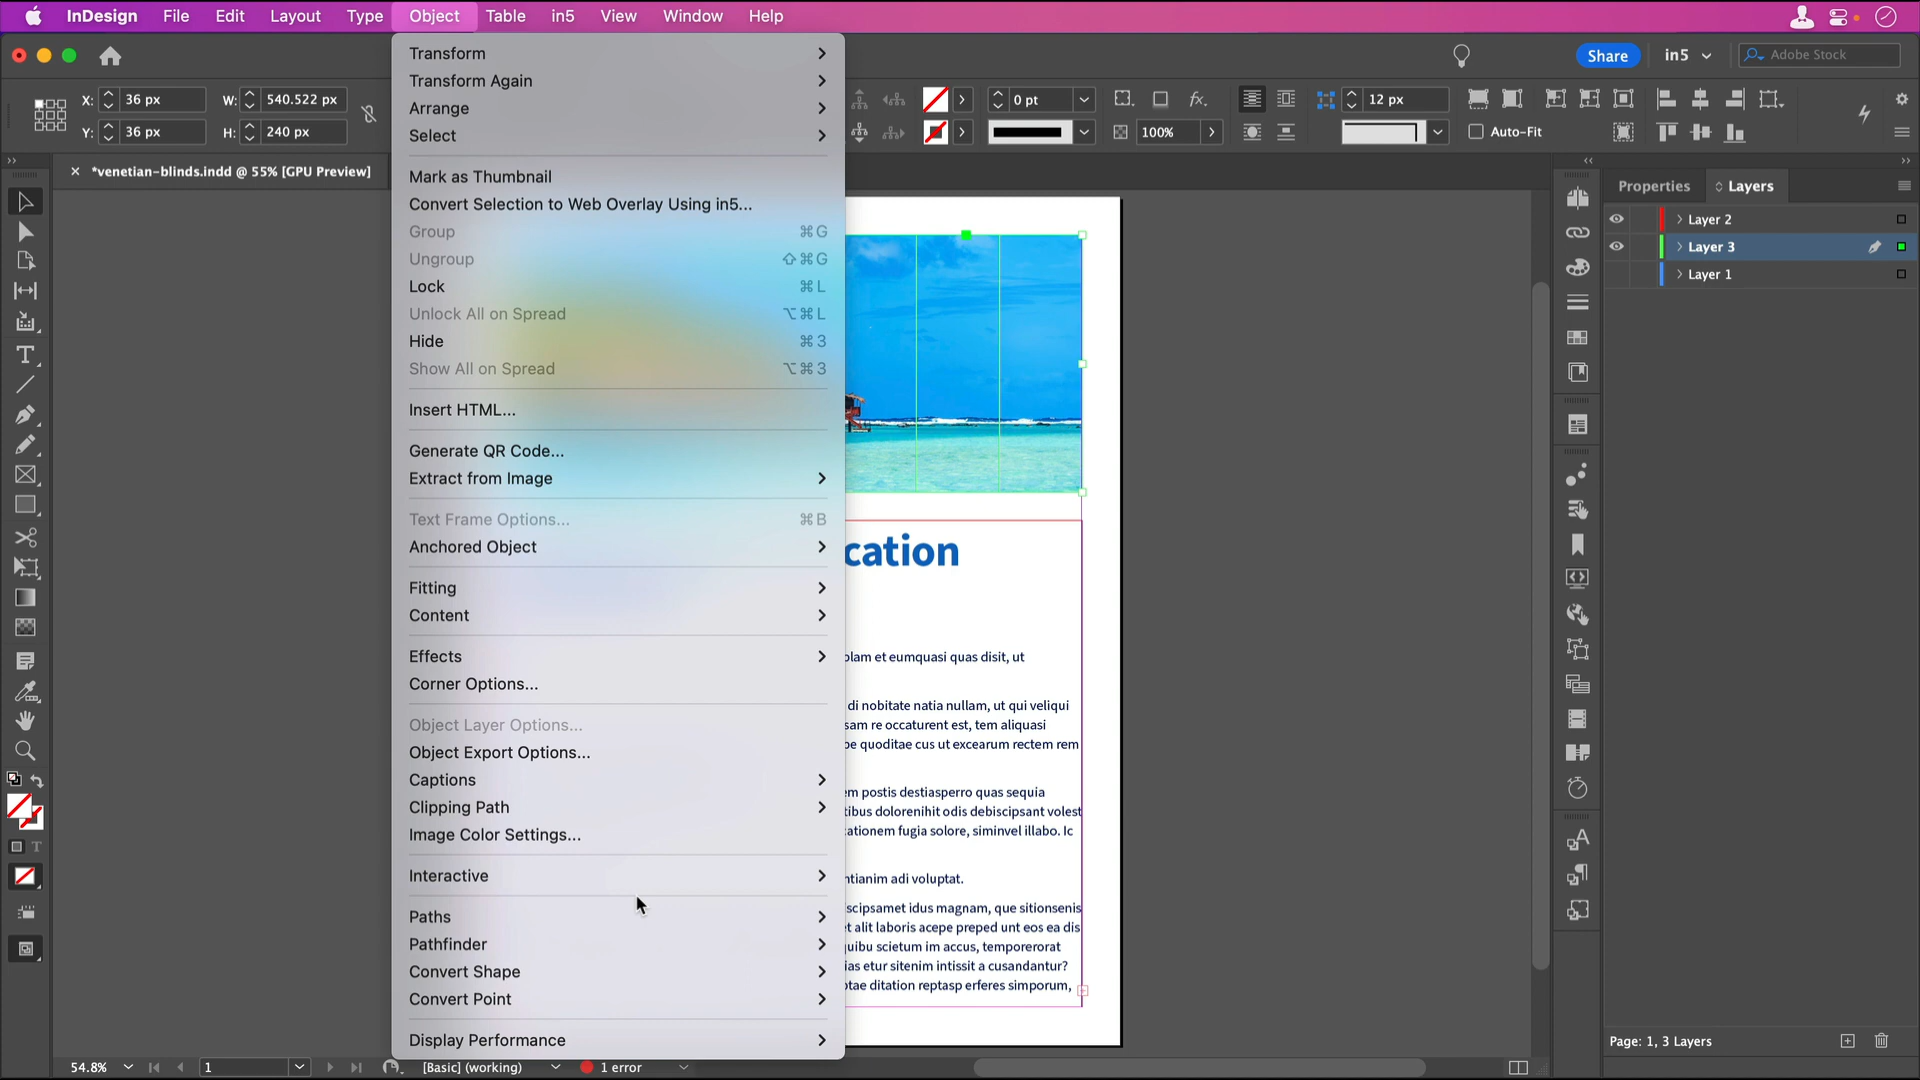 InDesign File Edit Layout Type Object Table in5 View Window Help
Share in5 Adobe Stock
X: 36 px W: 540.522 px
Y: 36 px H: 240 px
0 pt fx. 12 px
100% Auto-Fit
*venetian-blinds.indd @ 55% [GPU Preview]
Transform
Transform Again
Arrange
Select
Mark as Thumbnail
Convert Selection to Web Overlay Using in5...
Group ⌘G
Ungroup ⇧⌘G
Lock ⌘L
Unlock All on Spread ⌥⌘L
Hide ⌘3
Show All on Spread ⌥⌘3
Insert HTML...
Generate QR Code...
Extract from Image
Text Frame Options... ⌘B
Anchored Object
Fitting
Content
Effects
Corner Options...
Object Layer Options...
Object Export Options...
Captions
Clipping Path
Image Color Settings...
Interactive
Paths
Pathfinder
Convert Shape
Convert Point
Display Performance
cation
olam et eumquasi quas disit, ut
di nobitate natia nullam, ut qui veliqui
sam re occaturent est, tem aliquasi
pe quoditae cus ut excearum rectem rem
em postis destiasperro quas sequia
tibus dolorenihit odis debiscipsant volest
ationem fugia solore, siminvel illabo. Ic
ntianim adi voluptat.
scipsamet idus magnam, que sitionsenis
et alit laboris acepe preped unt eos ea dis
quibu scietum im accus, temporerorat
ias etur sitenim intissit a cusandantur?
ptae ditation reptasp erferes simporum,
Properties Layers
Layer 2
Layer 3
Layer 1
Page: 1, 3 Layers
54.8% 1 [Basic] (working) 1 error